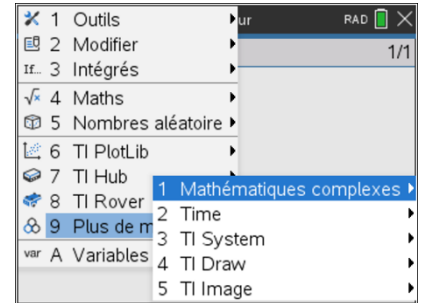 1 Outils
ur RAD
2 Modifier
1/1
If... 3 Intégrés
4 Maths
5 Nombres aléatoire
6 TI PlotLib
7 TI Hub
8 TI Rover
9 Plus de m
var A Variables
1 Mathématiques complexes
2 Time
3 TI System
4 TI Draw
5 TI Image